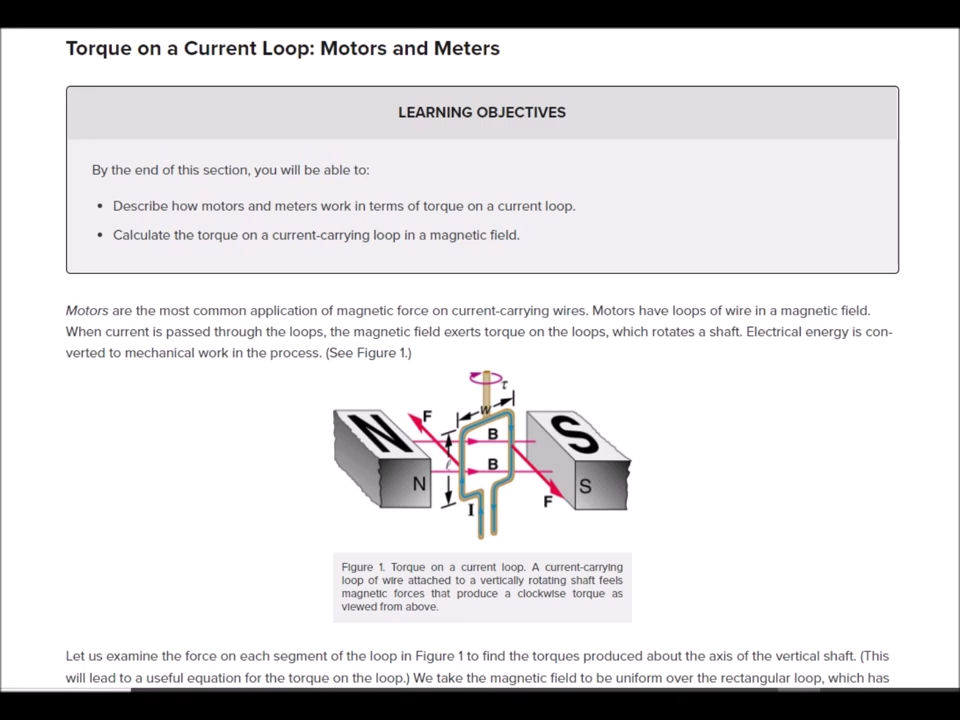 Torque on a Current Loop: Motors and Meters
LEARNING OBJECTIVES
By the end of this section, you will be able to:
• Describe how motors and meters work in terms of torque on a current loop.
• Calculate the torque on a current-carrying loop in a magnetic field.
Motors are the most common application of magnetic force on current-carrying wires. Motors have loops of wire in a magnetic field.
When current is passed through the loops, the magnetic field exerts torque on the loops, which rotates a shaft. Electrical energy is con-
verted to mechanical work in the process. (See Figure 1.)
τ
w
F
N
S
B
B
N
S
I
F
Figure 1. Torque on a current loop. A current-carrying
loop of wire attached to a vertically rotating shaft feels
magnetic forces that produce a clockwise torque as
viewed from above.
Let us examine the force on each segment of the loop in Figure 1 to find the torques produced about the axis of the vertical shaft. (This
will lead to a useful equation for the torque on the loop.) We take the magnetic field to be uniform over the rectangular loop, which has